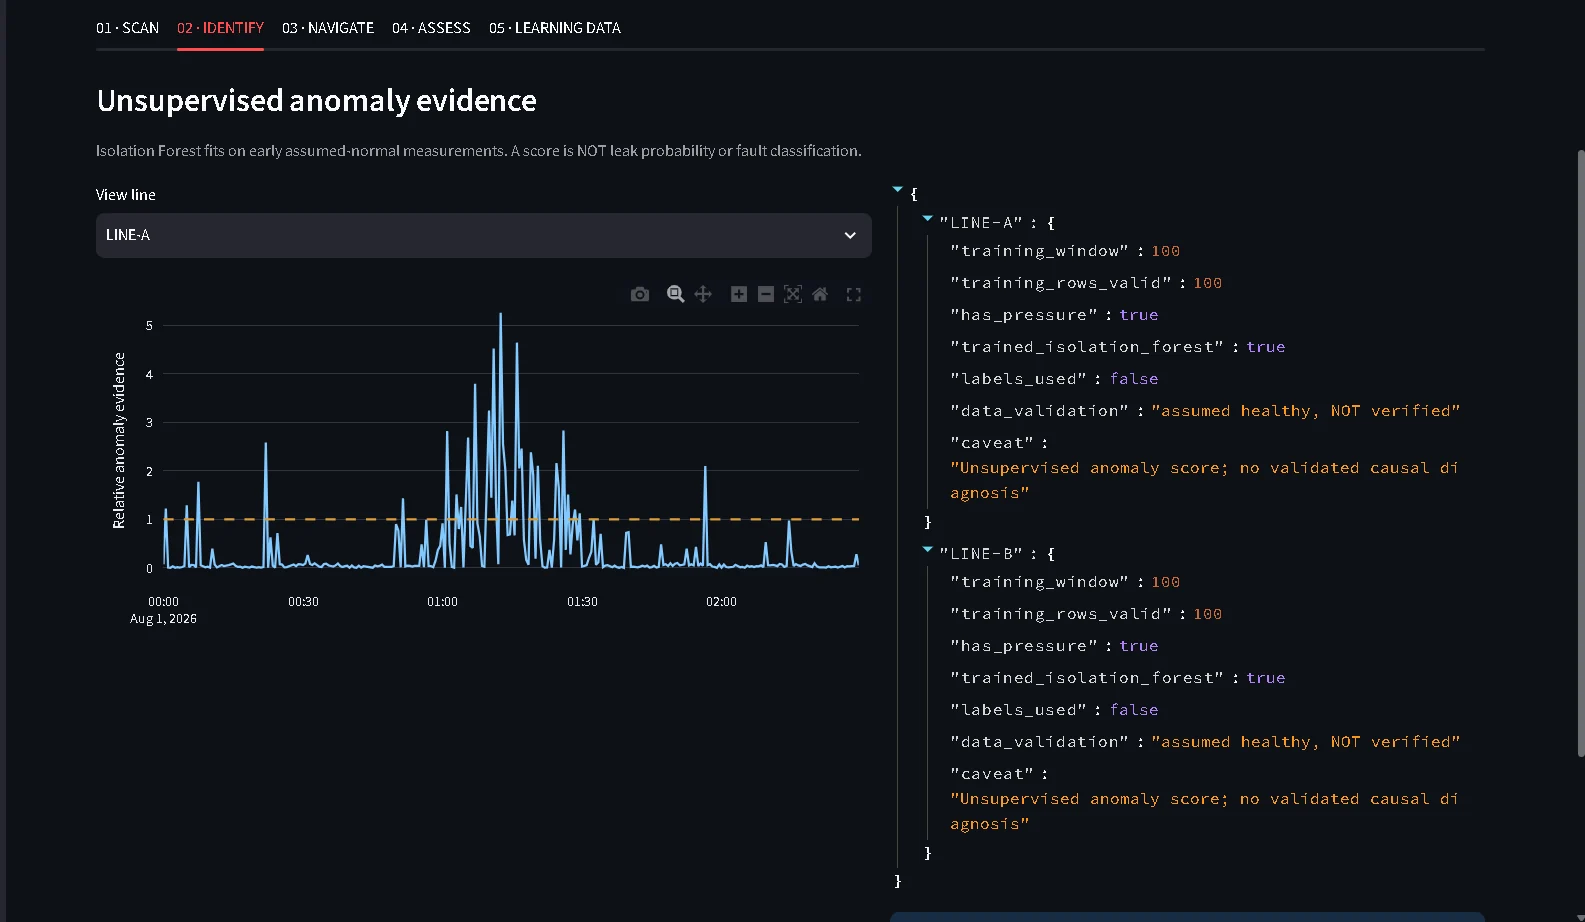 01 · SCAN 02 · IDENTIFY 03 · NAVIGATE 04 · ASSESS 05 · LEARNING DATA
Unsupervised anomaly evidence
Isolation Forest fits on early assumed-normal measurements. A score is NOT leak probability or fault classification.
View line
LINE-A
Relative anomaly evidence
5
4
3
2
1
0
00:00 00:30 01:00 01:30 02:00
Aug 1, 2026
{
"LINE-A" : {
"training_window" : 100
"training_rows_valid" : 100
"has_pressure" : true
"trained_isolation_forest" : true
"labels_used" : false
"data_validation" : "assumed healthy, NOT verified"
"caveat" :
"Unsupervised anomaly score; no validated causal di
agnosis"
}
"LINE-B" : {
"training_window" : 100
"training_rows_valid" : 100
"has_pressure" : true
"trained_isolation_forest" : true
"labels_used" : false
"data_validation" : "assumed healthy, NOT verified"
"caveat" :
"Unsupervised anomaly score; no validated causal di
agnosis"
}
}